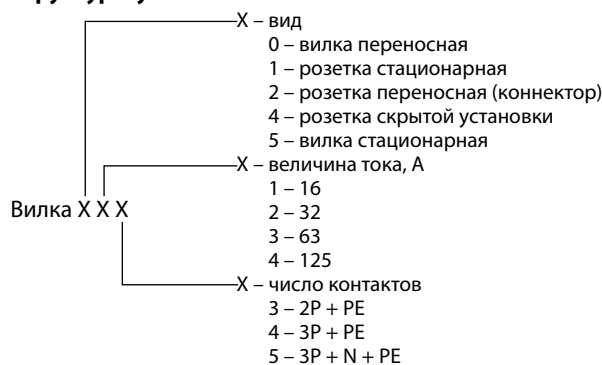 X – вид
0 – вилка переносная
1 – розетка стационарная
2 – розетка переносная (коннектор)
4 – розетка скрытой установки
5 – вилка стационарная
X – величина тока, А
1 – 16
2 – 32
3 – 63
4 – 125
Вилка X X X
X – число контактов
3 – 2P + PE
4 – 3P + PE
5 – 3P + N + PE